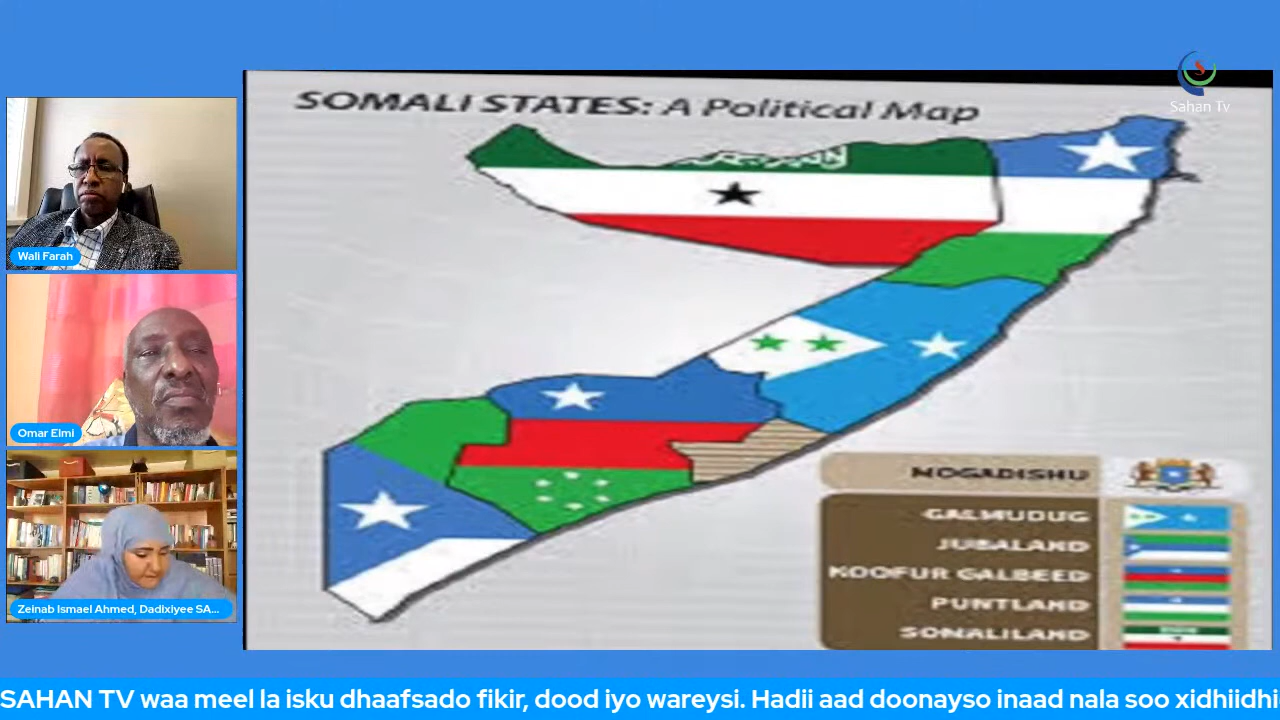 SOMALI STATES: A Political Map
Sahan Tv
Wali Farah
Omar Elmi
Zeinab Ismael Ahmed, Dadixiyee SA...
MOGADISHU
GALMUDUG
JUBALAND
KOOFUR GALBEED
PUNTLAND
SOMALILAND
SAHAN TV waa meel la isku dhaafsado fikir, dood iyo wareysi. Hadii aad doonayso inaad nala soo xidhiidhi